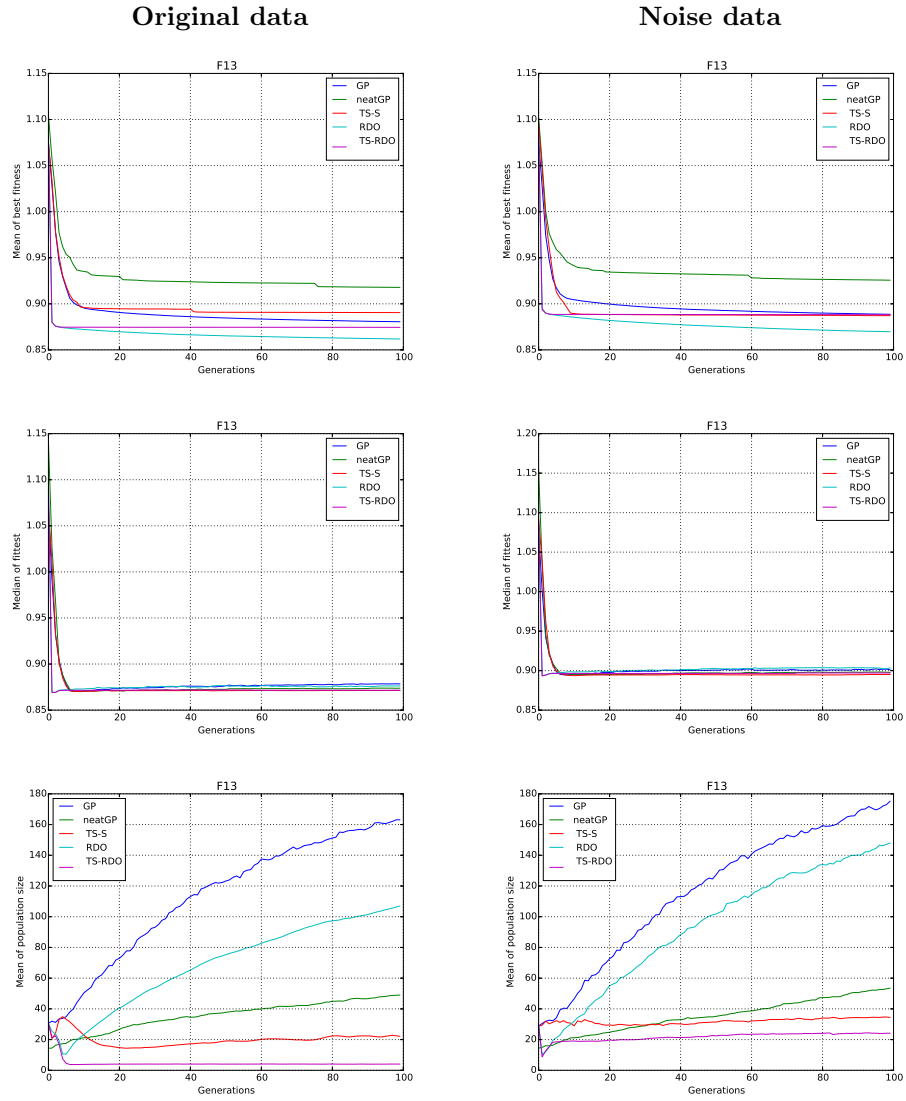 Original data
Noise data
F13
1.15
1.10
1.05
1.00
0.95
0.90
0.85
0 20 40 60 80 100
Generations
Mean of best fitness
GP
neatGP
TS-S
RDO
TS-RDO
F13
1.15
1.10
1.05
1.00
0.95
0.90
0.85
0 20 40 60 80 100
Generations
Mean of best fitness
GP
neatGP
TS-S
RDO
TS-RDO
F13
1.15
1.10
1.05
1.00
0.95
0.90
0.85
0 20 40 60 80 100
Generations
Median of fittest
GP
neatGP
TS-S
RDO
TS-RDO
F13
1.20
1.15
1.10
1.05
1.00
0.95
0.90
0.85
0 20 40 60 80 100
Generations
Median of fittest
GP
neatGP
TS-S
RDO
TS-RDO
F13
180
160
140
120
100
80
60
40
20
0
0 20 40 60 80 100
Generations
Mean of population size
GP
neatGP
TS-S
RDO
TS-RDO
F13
180
160
140
120
100
80
60
40
20
0
0 20 40 60 80 100
Generations
Mean of population size
GP
neatGP
TS-S
RDO
TS-RDO